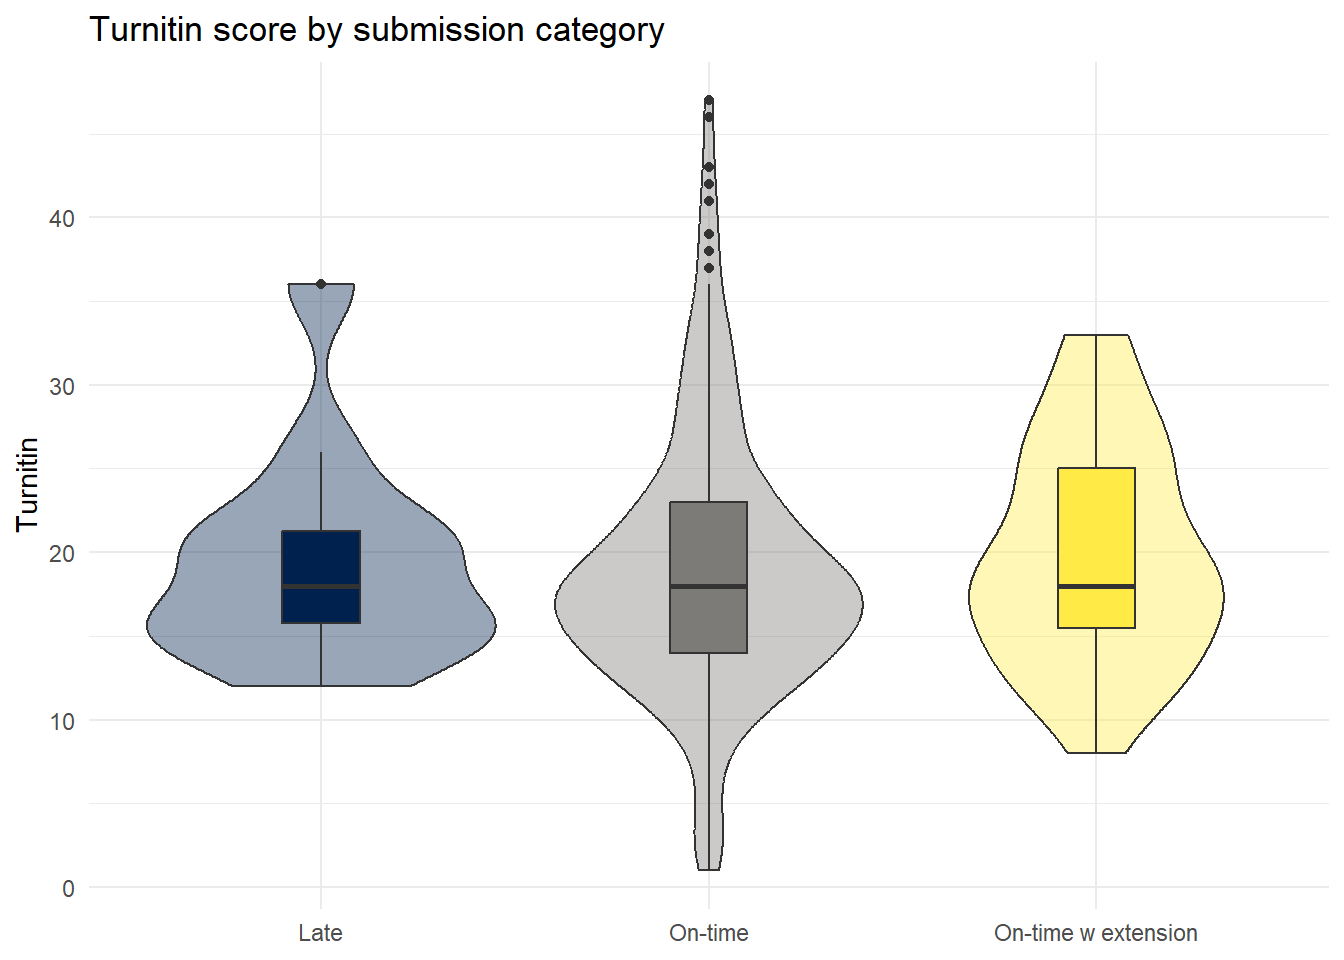 Turnitin score by submission category
Turnitin
40
30
20
10
0
Late
On-time
On-time w extension